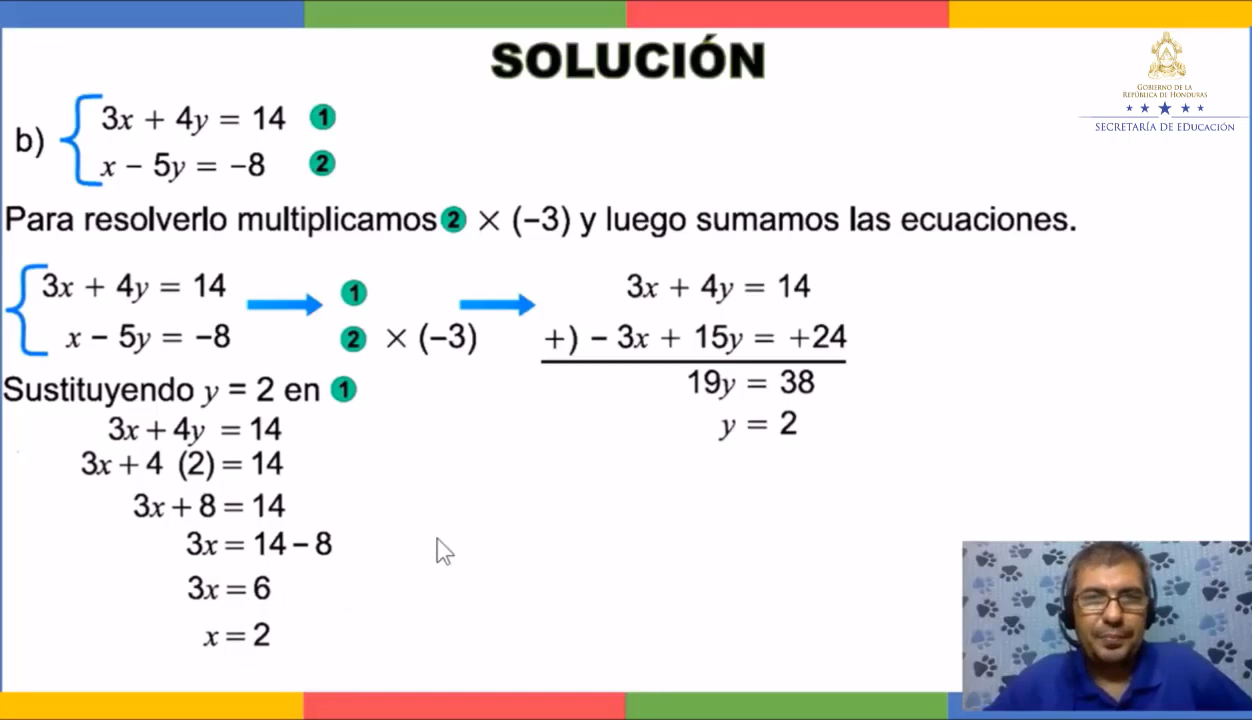 SOLUCIÓN
GOBIERNO DE LA
REPÚBLICA DE HONDURAS
SECRETARÍA DE EDUCACIÓN
b) 3x + 4y = 14 1
x − 5y = −8 2
Para resolverlo multiplicamos 2 × (−3) y luego sumamos las ecuaciones.
3x + 4y = 14 1
x − 5y = −8 2 × (−3)
3x + 4y = 14
+) − 3x + 15y = +24
19y = 38
y = 2
Sustituyendo y = 2 en 1
3x + 4y = 14
3x + 4 (2) = 14
3x + 8 = 14
3x = 14 − 8
3x = 6
x = 2